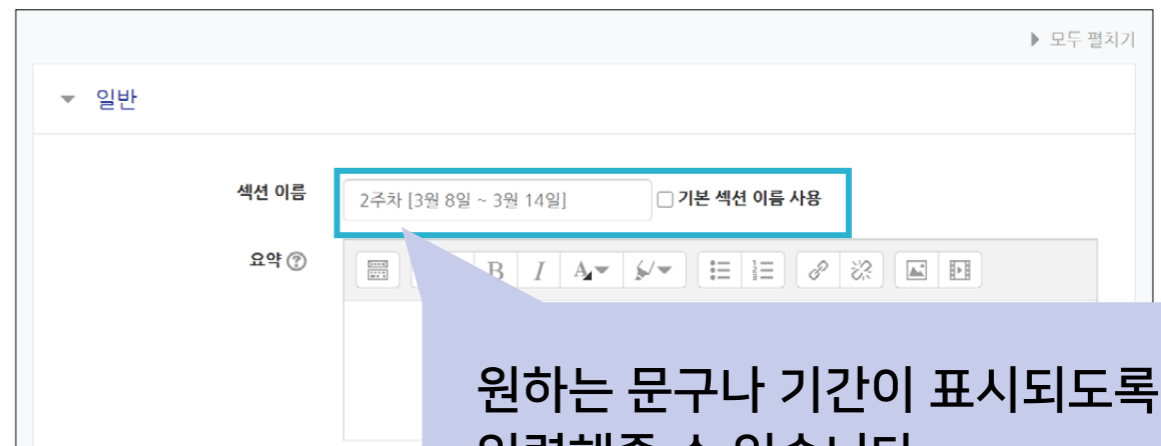 모두 펼치기
일반
섹션 이름
2주차 [3월 8일 ~ 3월 14일]
기본 섹션 이름 사용
요약
B I A
원하는 문구나 기간이 표시되도록